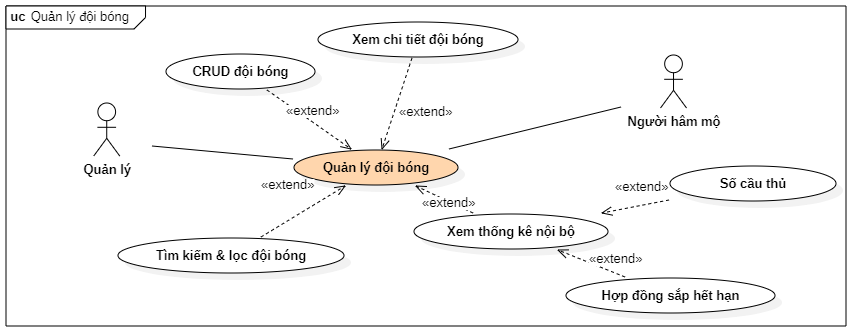 uc Quản lý đội bóng
Xem chi tiết đội bóng
CRUD đội bóng
«extend»
«extend»
Người hâm mộ
Quản lý
Quản lý đội bóng
«extend»
«extend»
«extend»
Số cầu thủ
Tìm kiếm & lọc đội bóng
Xem thống kê nội bộ
«extend»
Hợp đồng sắp hết hạn